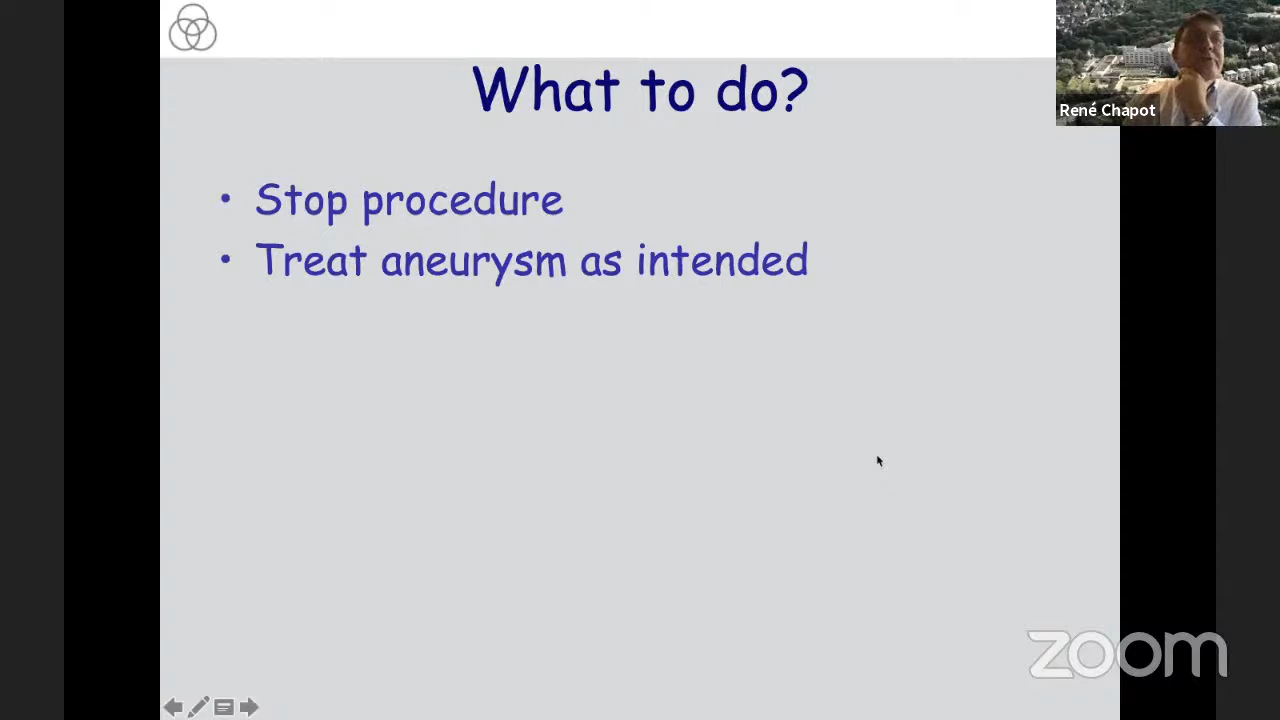 What to do?
René Chapot
• Stop procedure
• Treat aneurysm as intended
zoom